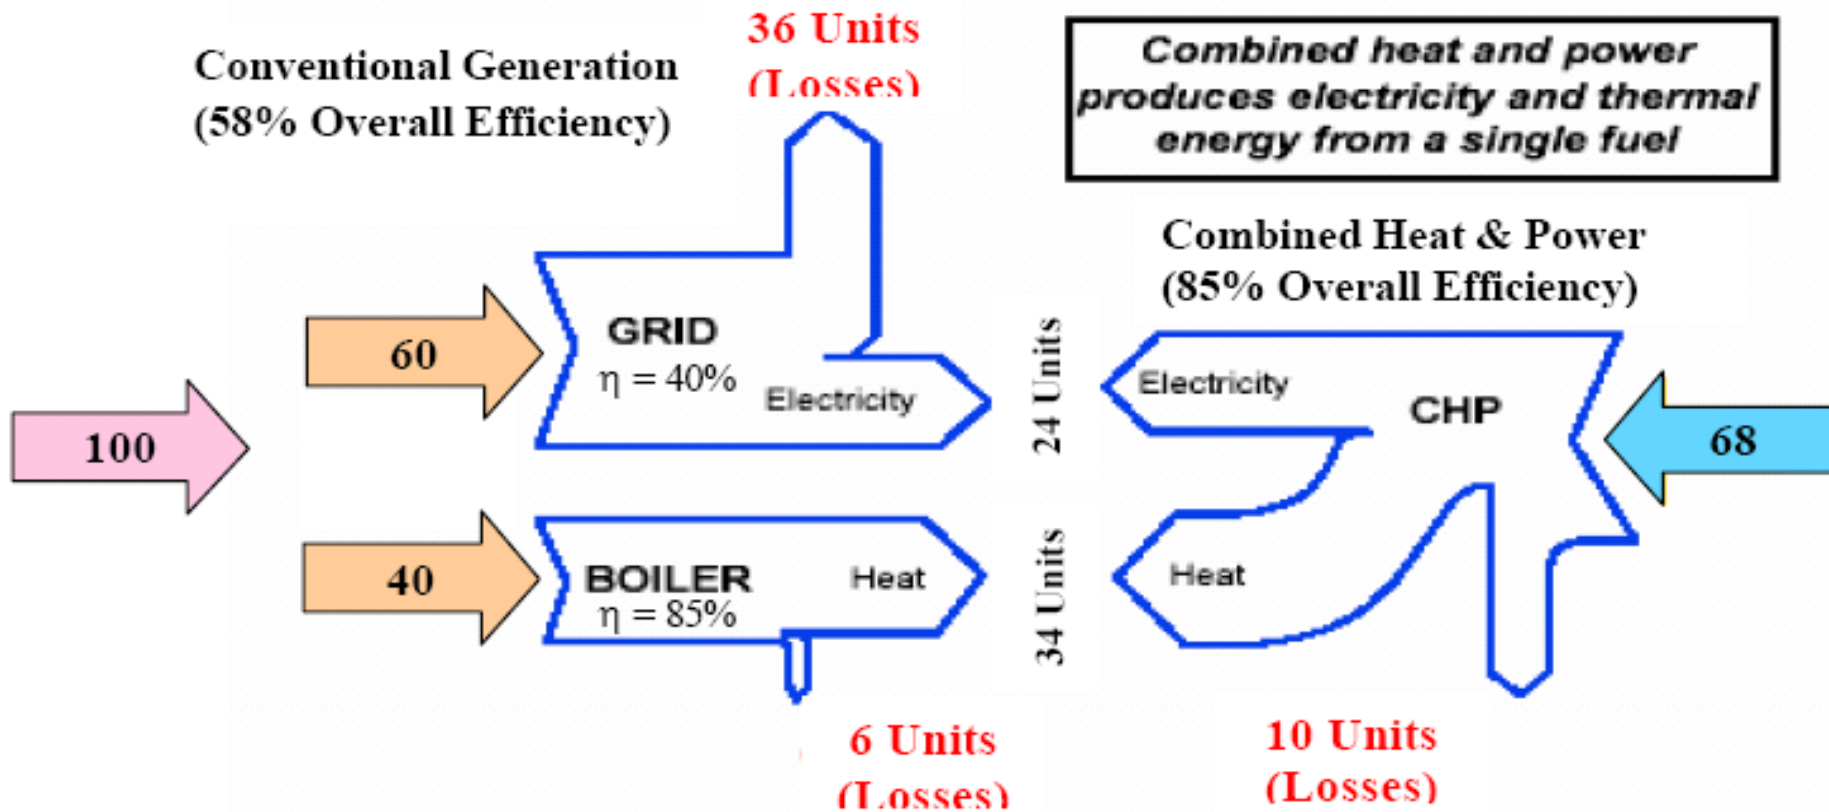 36 Units
(Losses)
Conventional Generation
(58% Overall Efficiency)
Combined heat and power
produces electricity and thermal
energy from a single fuel
Combined Heat & Power
(85% Overall Efficiency)
100
60
GRID
η = 40%
Electricity
24 Units
Electricity
CHP
68
40
BOILER
η = 85%
Heat
34 Units
Heat
6 Units
(Losses)
10 Units
(Losses)